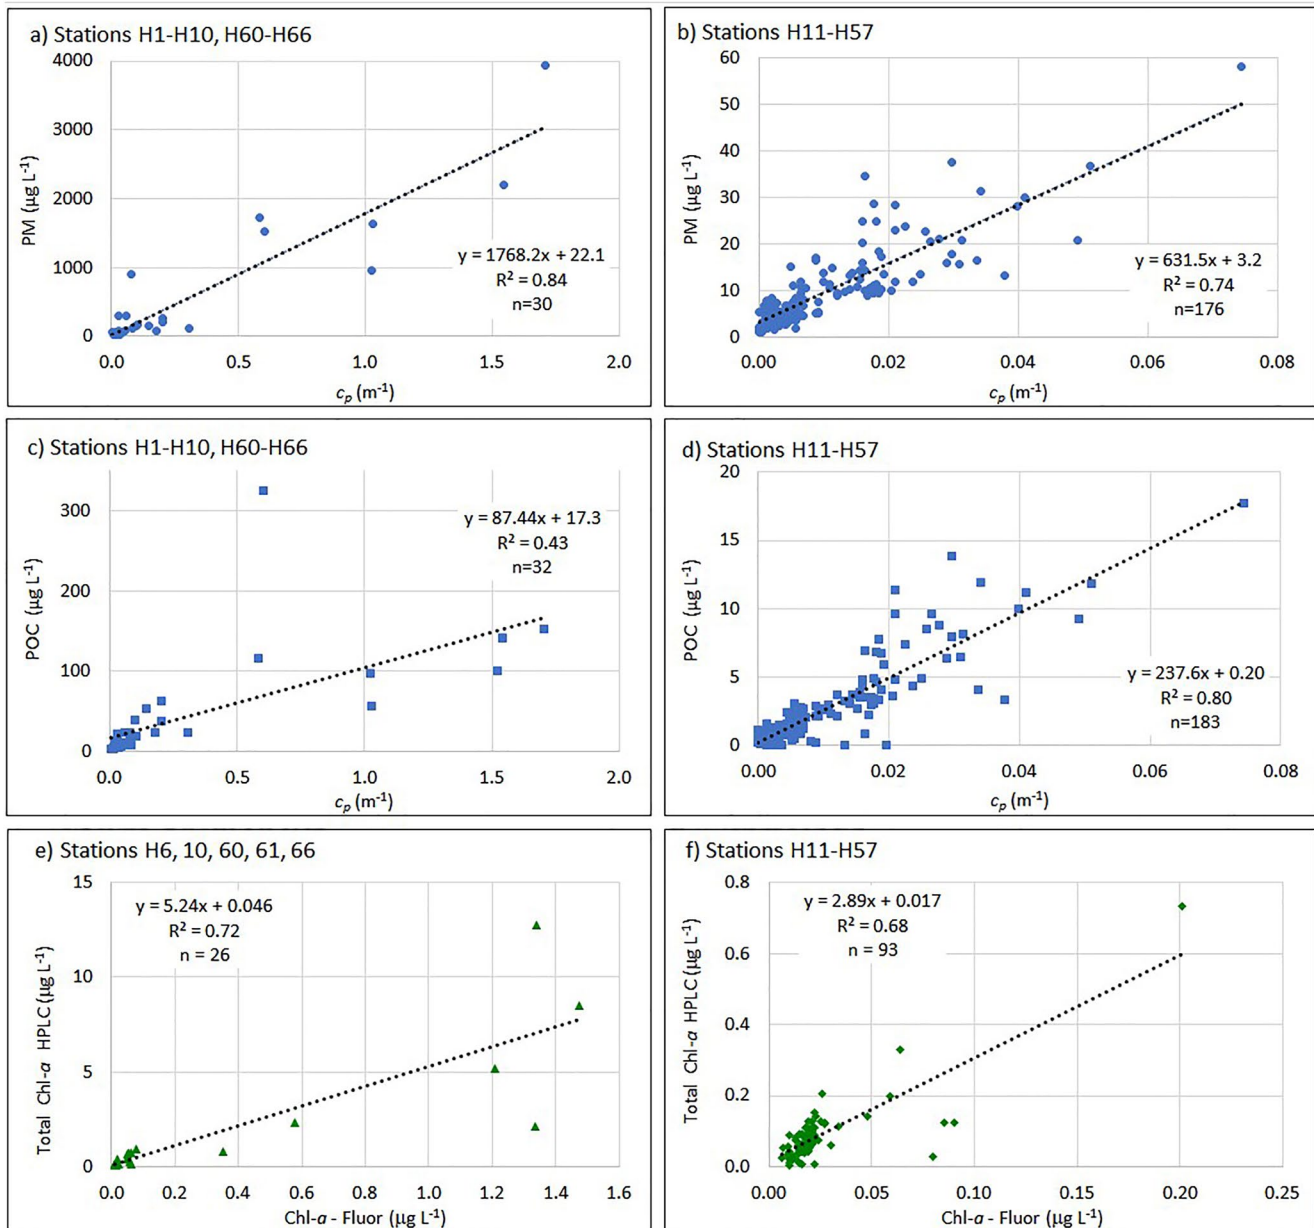 a) Stations H1-H10, H60-H66
4000
3000
2000
1000
0
PM (µg L⁻¹)
y = 1768.2x + 22.1
R² = 0.84
n=30
0.0 0.5 1.0 1.5 2.0
cₚ (m⁻¹)
b) Stations H11-H57
60
50
40
30
20
10
0
PM (µg L⁻¹)
y = 631.5x + 3.2
R² = 0.74
n=176
0.00 0.02 0.04 0.06 0.08
cₚ (m⁻¹)
c) Stations H1-H10, H60-H66
300
200
100
0
POC (µg L⁻¹)
y = 87.44x + 17.3
R² = 0.43
n=32
0.0 0.5 1.0 1.5 2.0
cₚ (m⁻¹)
d) Stations H11-H57
20
15
10
5
0
POC (µg L⁻¹)
y = 237.6x + 0.20
R² = 0.80
n=183
0.00 0.02 0.04 0.06 0.08
cₚ (m⁻¹)
e) Stations H6, 10, 60, 61, 66
15
10
5
0
Total Chl-a HPLC (µg L⁻¹)
y = 5.24x + 0.046
R² = 0.72
n = 26
0.0 0.2 0.4 0.6 0.8 1.0 1.2 1.4 1.6
Chl-a - Fluor (µg L⁻¹)
f) Stations H11-H57
0.8
0.6
0.4
0.2
0.0
Total Chl-a HPLC (µg L⁻¹)
y = 2.89x + 0.017
R² = 0.68
n = 93
0.00 0.05 0.10 0.15 0.20 0.25
Chl-a - Fluor (µg L⁻¹)